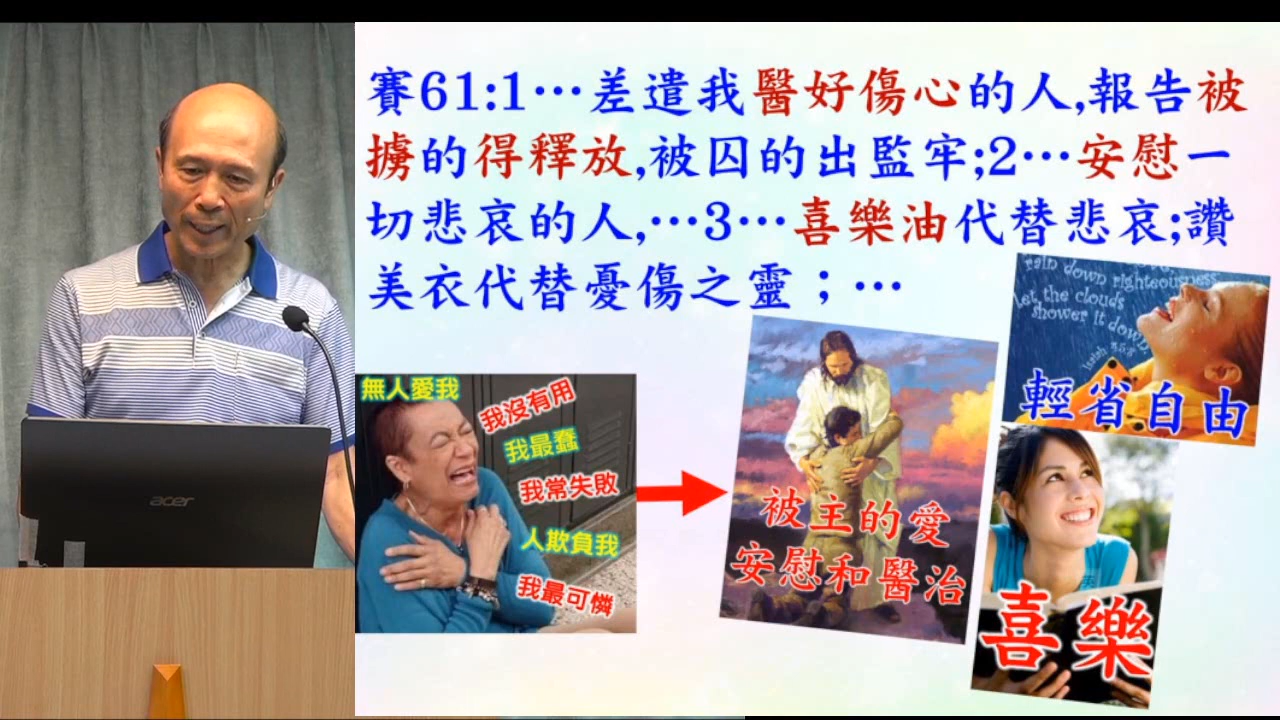 賽61:1…差遣我醫好傷心的人,報告被
擄的得釋放,被囚的出監牢;2…安慰一
切悲哀的人,…3…喜樂油代替悲哀;讚
美衣代替憂傷之靈；…
rain down righteousness
let the clouds
shower it down
Isaiah 45:8
輕省自由
無人愛我
我沒有用
我最蠢
我常失敗
人欺負我
我最可憐
被主的愛
安慰和醫治
喜樂
acer